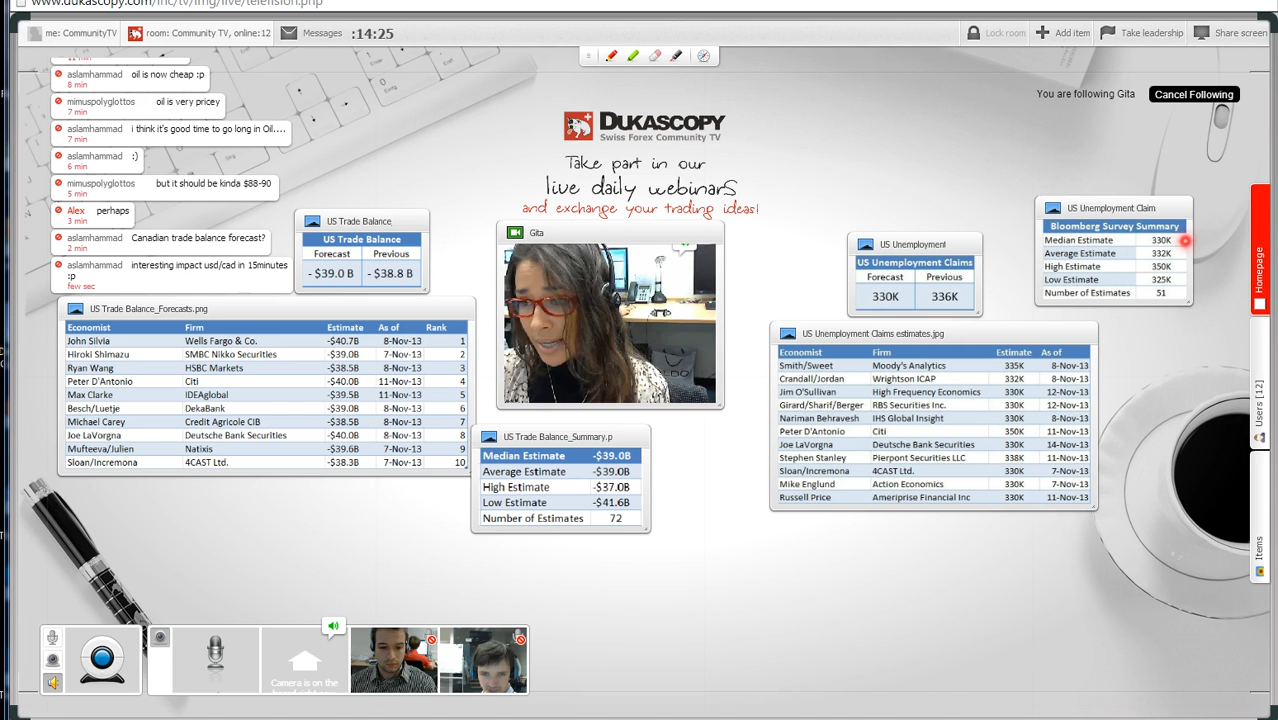 www.dukascopy.com/inc/tv/img/live/television.php
me: CommunityTV
room: Community TV, online:12
Messages
14:25
Lock room
Add item
Take leadership
Share screen
11 min
aslamhammad oil is now cheap :p
8 min
mimuspolyglottos oil is very pricey
7 min
aslamhammad i think it's good time to go long in Oil....
7 min
aslamhammad :)
6 min
mimuspolyglottos but it should be kinda $88-90
5 min
Alex perhaps
3 min
aslamhammad Canadian trade balance forecast?
2 min
aslamhammad interesting impact usd/cad in 15minutes
:p
few sec
You are following Gita
Cancel Following
DUKASCOPY
Swiss Forex Community TV
Take part in our
live daily webinars
and exchange your trading ideas!
US Trade Balance
US Trade Balance
Forecast Previous
- $39.0 B - $38.8 B
Gita
US Unemployment
US Unemployment Claims
Forecast Previous
330K 336K
US Unemployment Claim
Bloomberg Survey Summary
Median Estimate 330K
Average Estimate 332K
High Estimate 350K
Low Estimate 325K
Number of Estimates 51
US Trade Balance_Forecasts.png
Economist Firm Estimate As of Rank
John Silvia Wells Fargo & Co. -$40.7B 8-Nov-13 1
Hiroki Shimazu SMBC Nikko Securities -$39.0B 8-Nov-13 2
Ryan Wang HSBC Markets -$38.5B 8-Nov-13 3
Peter D'Antonio Citi -$40.0B 11-Nov-13 4
Max Clarke IDEAglobal -$39.5B 11-Nov-13 5
Besch/Luetje DekaBank -$39.0B 8-Nov-13 6
Michael Carey Credit Agricole CIB -$38.5B 8-Nov-13 7
Joe LaVorgna Deutsche Bank Securities -$40.0B 8-Nov-13 8
Mufteeva/Julien Natixis -$39.6B 8-Nov-13 9
Sloan/Incremona 4CAST Ltd. -$38.3B 7-Nov-13 10
US Trade Balance_Summary.p
Median Estimate -$39.0B
Average Estimate -$39.0B
High Estimate -$37.0B
Low Estimate -$41.6B
Number of Estimates 72
US Unemployment Claims estimates.jpg
Economist Firm Estimate As of
Smith/Sweet Moody's Analytics 335K 8-Nov-13
Crandall/Jordan Wrightson ICAP 332K 8-Nov-13
Jim O'Sullivan High Frequency Economics 330K 12-Nov-13
Girard/Sharif/Berger RBS Securities Inc. 330K 12-Nov-13
Nariman Behravesh IHS Global Insight 330K 8-Nov-13
Peter D'Antonio Citi 350K 11-Nov-13
Joe LaVorgna Deutsche Bank Securities 330K 14-Nov-13
Stephen Stanley Pierpont Securities LLC 338K 11-Nov-13
Sloan/Incremona 4CAST Ltd. 330K 7-Nov-13
Mike Englund Action Economics 330K 7-Nov-13
Russell Price Ameriprise Financial Inc 330K 11-Nov-13
Homepage
Users [12]
Items
Camera is on the